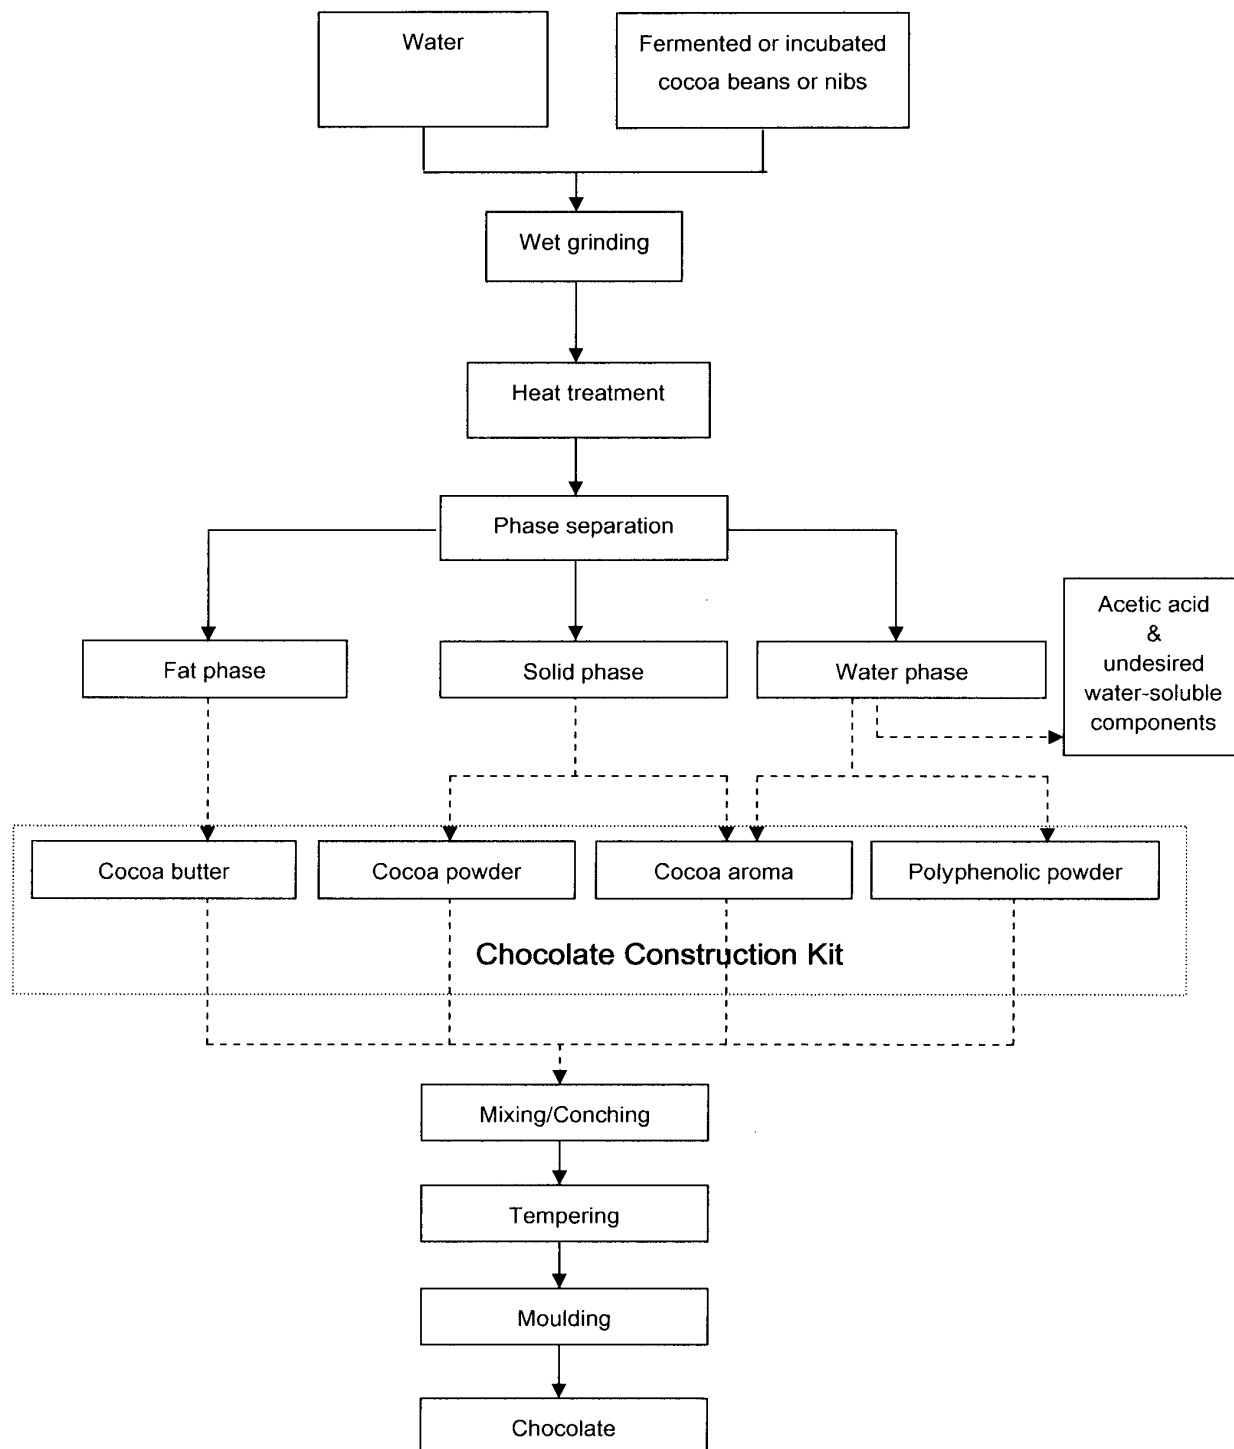 Water
Fermented or incubated
cocoa beans or nibs
Wet grinding
Heat treatment
Phase separation
Acetic acid
&
undesired
water-soluble
components
Fat phase
Solid phase
Water phase
Cocoa butter
Cocoa powder
Cocoa aroma
Polyphenolic powder
Chocolate Construction Kit
Mixing/Conching
Tempering
Moulding
Chocolate